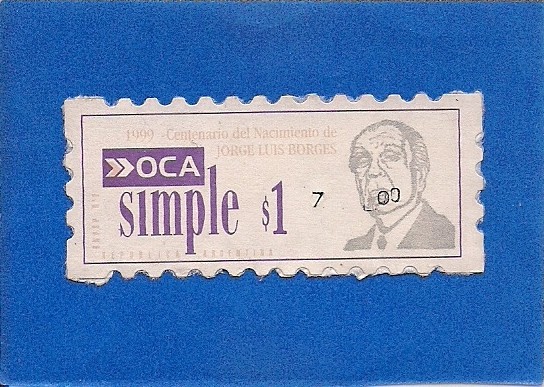 1999 - Centenario del Nacimiento de
JORGE LUIS BORGES
OCA
simple $1
7
REPUBLICA ARGENTINA